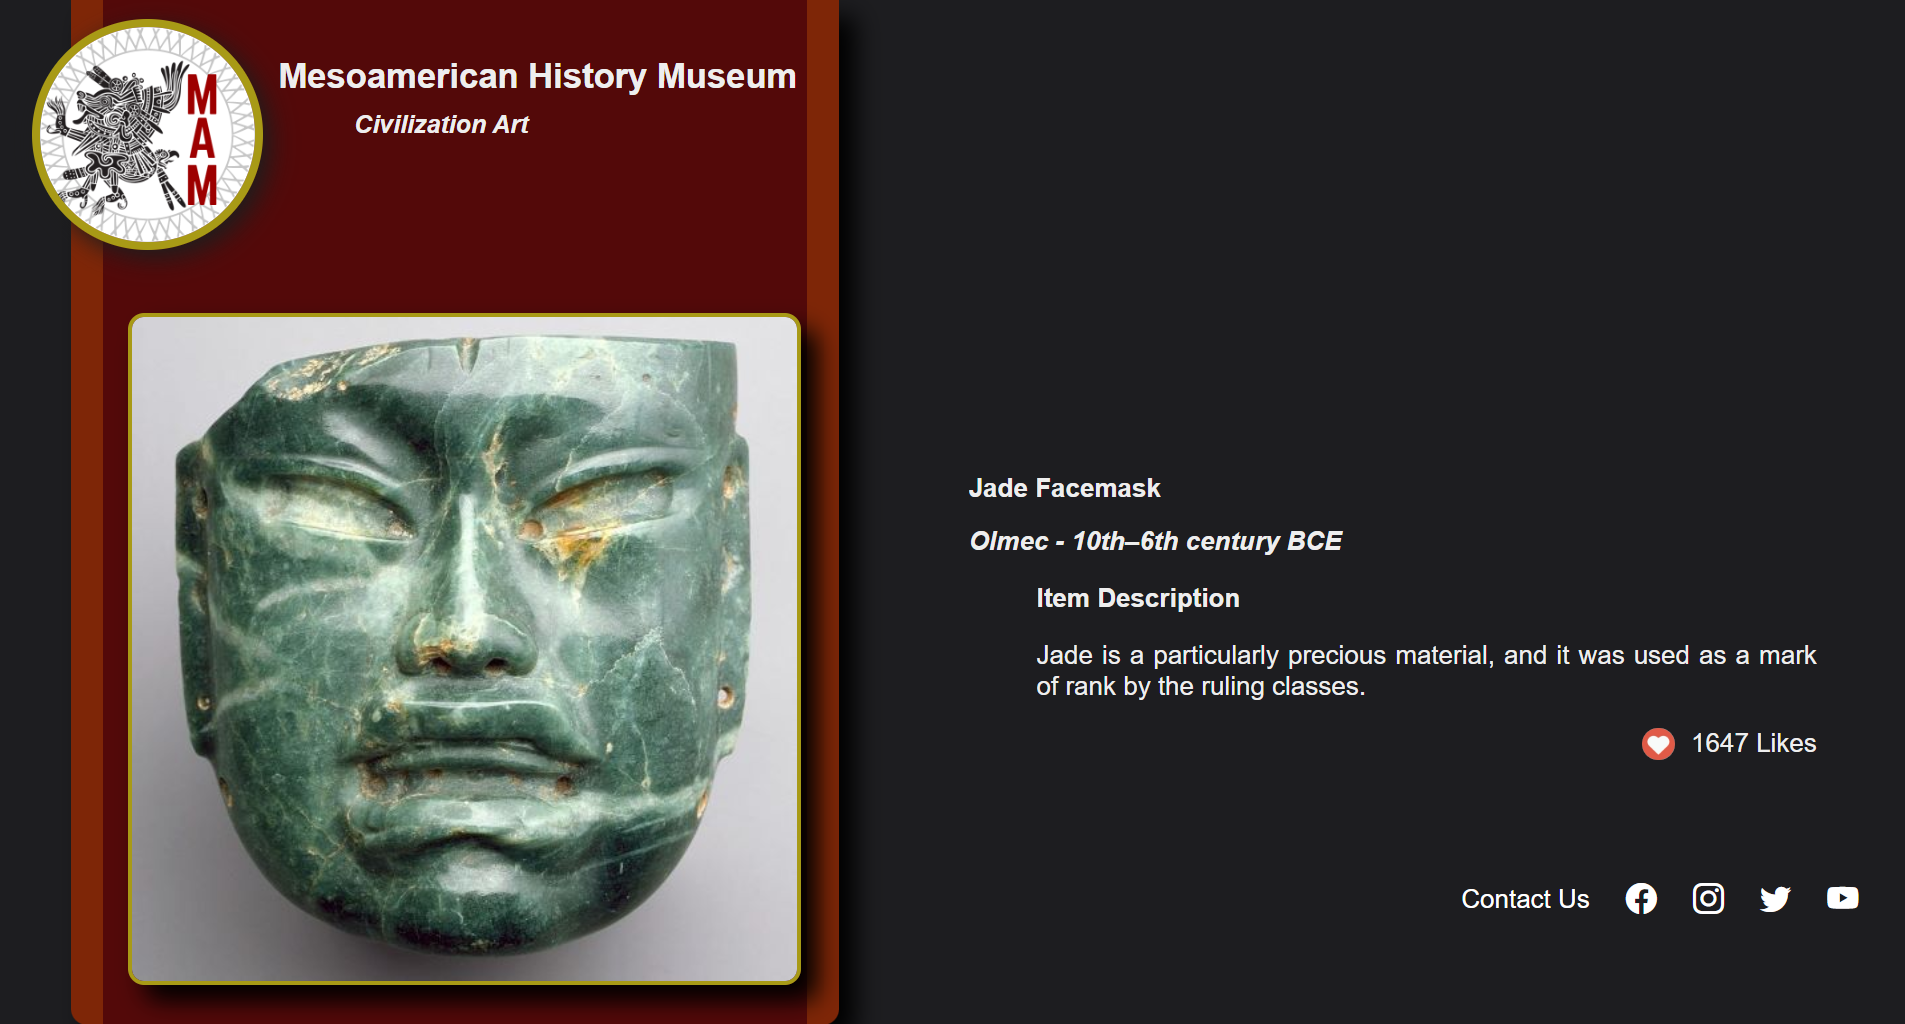 MAM
Mesoamerican History Museum
Civilization Art
Jade Facemask
Olmec - 10th–6th century BCE
Item Description
Jade is a particularly precious material, and it was used as a mark
of rank by the ruling classes.
1647 Likes
Contact Us